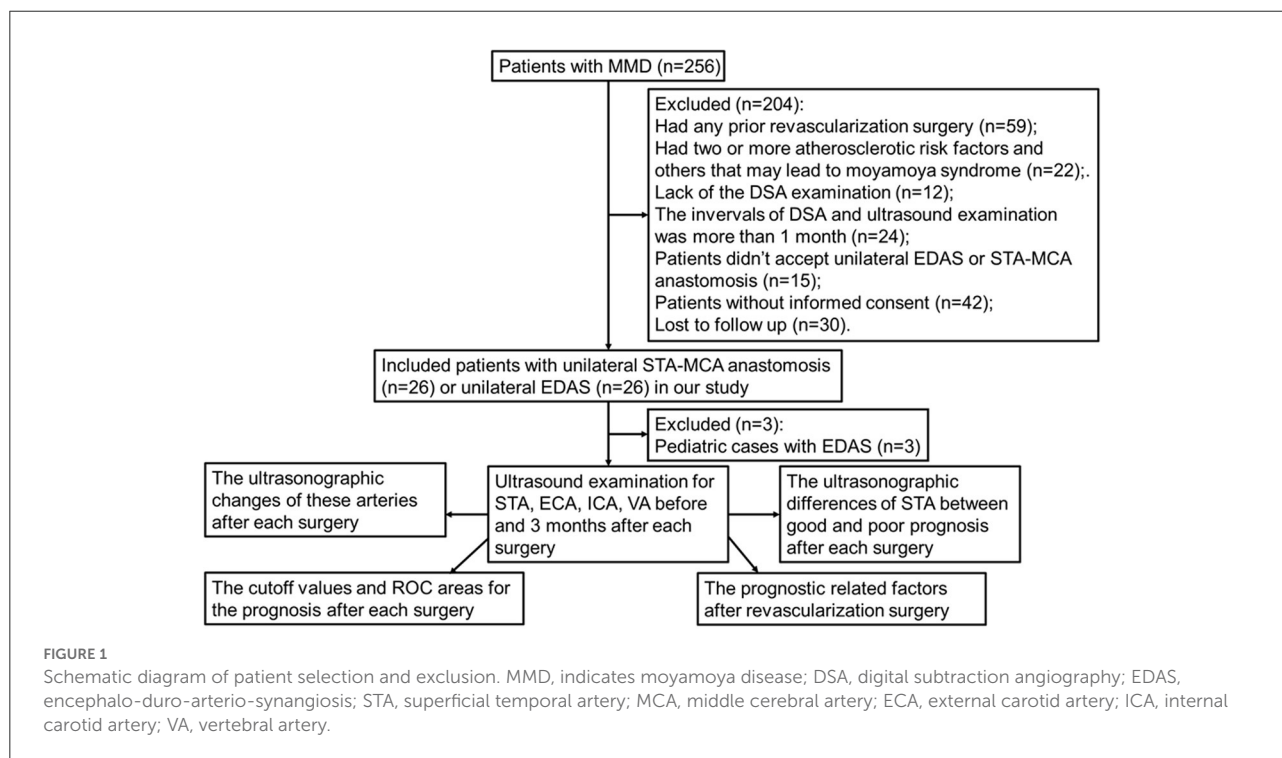 Patients with MMD (n=256)
Excluded (n=204):
Had any prior revascularization surgery (n=59);
Had two or more atherosclerotic risk factors and
others that may lead to moyamoya syndrome (n=22);.
Lack of the DSA examination (n=12);
The invervals of DSA and ultrasound examination
was more than 1 month (n=24);
Patients didn't accept unilateral EDAS or STA-MCA
anastomosis (n=15);
Patients without informed consent (n=42);
Lost to follow up (n=30).
Included patients with unilateral STA-MCA anastomosis
(n=26) or unilateral EDAS (n=26) in our study
Excluded (n=3):
Pediatric cases with EDAS (n=3)
The ultrasonographic
changes of these arteries
after each surgery
Ultrasound examination for
STA, ECA, ICA, VA before
and 3 months after each
surgery
The ultrasonographic
differences of STA between
good and poor prognosis
after each surgery
The cutoff values and ROC areas for
the prognosis after each surgery
The prognostic related factors
after revascularization surgery
FIGURE 1
Schematic diagram of patient selection and exclusion. MMD, indicates moyamoya disease; DSA, digital subtraction angiography; EDAS,
encephalo-duro-arterio-synangiosis; STA, superficial temporal artery; MCA, middle cerebral artery; ECA, external carotid artery; ICA, internal
carotid artery; VA, vertebral artery.